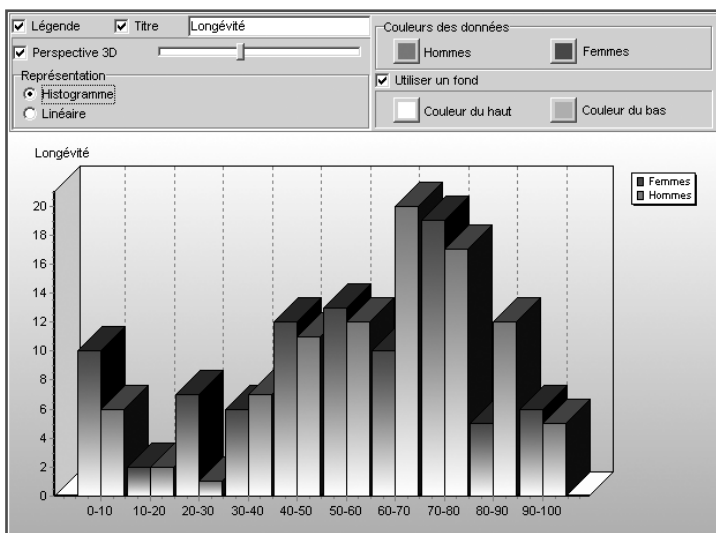 Légende Titre Longévité
Perspective 3D
Représentation
Histogramme
Linéaire
Couleurs des données
Hommes Femmes
Utiliser un fond
Couleur du haut Couleur du bas
Longévité
Femmes
Hommes
20
18
16
14
12
10
8
6
4
2
0
0-10 10-20 20-30 30-40 40-50 50-60 60-70 70-80 80-90 90-100